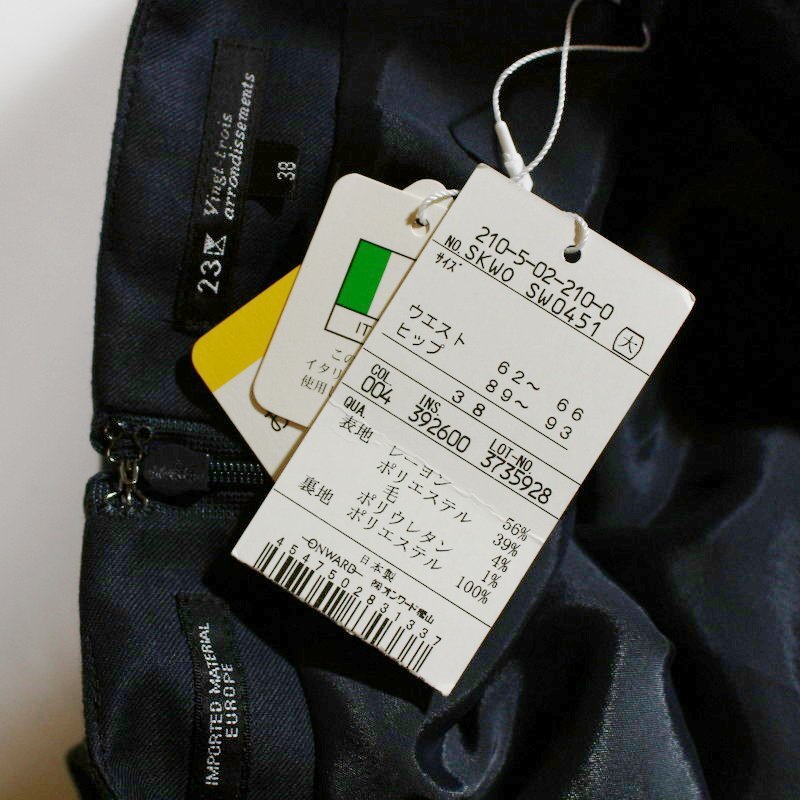 23区 Vingt-trois
arrondissements
38
210-5-02-210-0
NO. SKWO SW0451
サイズ 大
ウエスト 62～ 66
ヒップ 89～ 93
38
COL. INS. LOT-NO.
004 392600 3735928
QUA.
表地 レーヨン 56%
ポリエステル 39%
毛 4%
ポリウレタン 1%
裏地 ポリエステル 100%
日本製
ONWARD ㈱オンワード樫山
4547502831337
IT
この
イタリ
使用し
IMPORTED MATERIAL
EUROPE